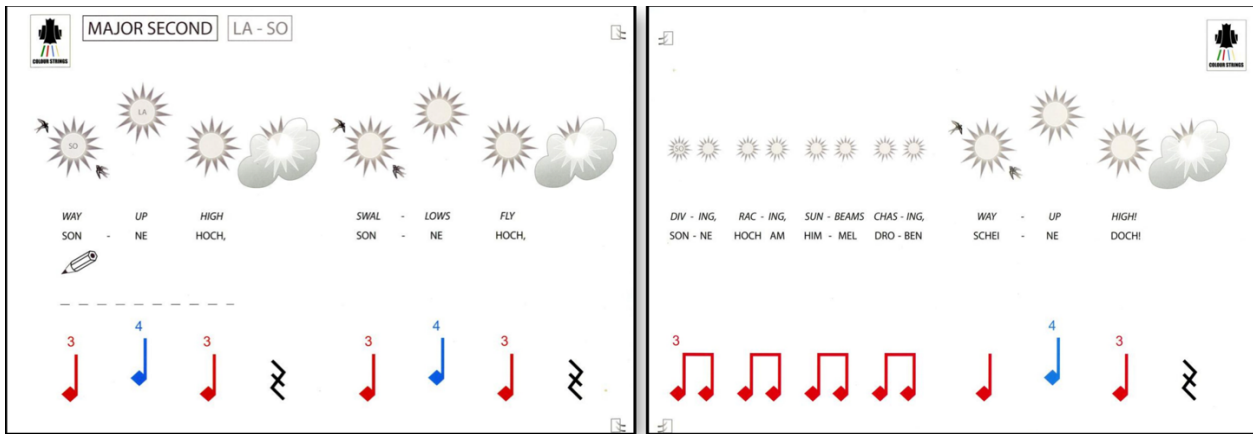 COLOUR STRINGS
MAJOR SECOND
LA - SO
SO LA
WAY UP HIGH SWAL - LOWS FLY
SON - NE HOCH, SON - NE HOCH,
3 4 3 3 4 3
COLOUR STRINGS
SO
DIV - ING, RAC - ING, SUN - BEAMS CHAS - ING, WAY - UP HIGH!
SON - NE HOCH AM HIM - MEL DRO - BEN SCHEI - NE DOCH!
3 4 3